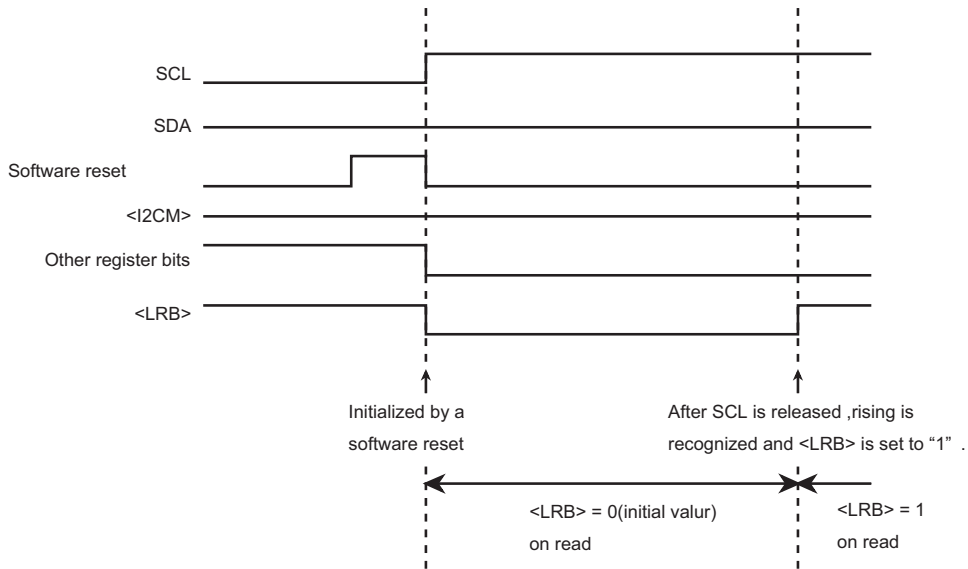 SCL
SDA
Software reset
<I2CM>
Other register bits
<LRB>
Initialized by a
software reset
After SCL is released ,rising is
recognized and <LRB> is set to “1” .
<LRB> = 0(initial valur)
on read
<LRB> = 1
on read